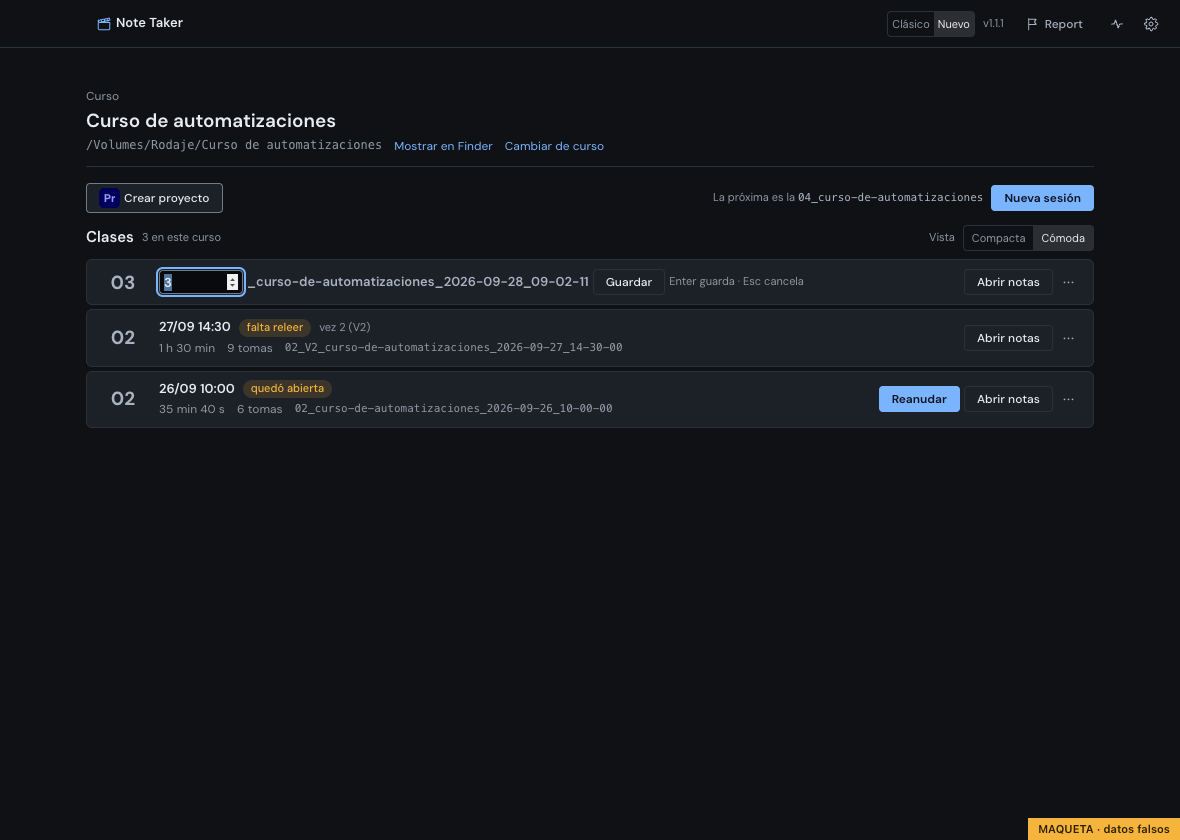 Note Taker
Clásico Nuevo v1.1.1 Report
Curso
Curso de automatizaciones
/Volumes/Rodaje/Curso de automatizaciones Mostrar en Finder Cambiar de curso
Pr Crear proyecto
La próxima es la 04_curso-de-automatizaciones Nueva sesión
Clases 3 en este curso
Vista Compacta Cómoda
03 3 _curso-de-automatizaciones_2026-09-28_09-02-11 Guardar Enter guarda · Esc cancela Abrir notas ···
02 27/09 14:30 falta releer vez 2 (V2)
1 h 30 min 9 tomas 02_V2_curso-de-automatizaciones_2026-09-27_14-30-00
Abrir notas ···
02 26/09 10:00 quedó abierta
35 min 40 s 6 tomas 02_curso-de-automatizaciones_2026-09-26_10-00-00
Reanudar Abrir notas ···
MAQUETA · datos falsos